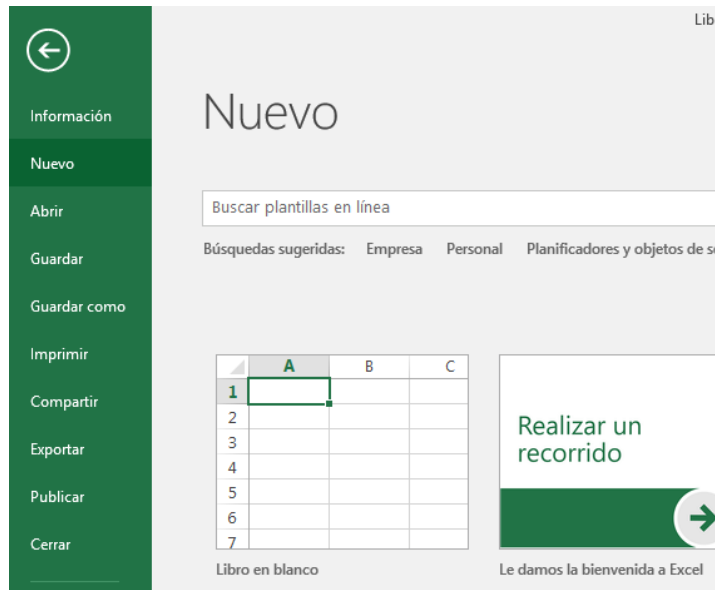 Lib
Información
Nuevo
Abrir
Guardar
Guardar como
Imprimir
Compartir
Exportar
Publicar
Cerrar
Nuevo
Buscar plantillas en línea
Búsquedas sugeridas: Empresa Personal Planificadores y objetos de s
A B C
1
2
3
4
5
6
7
Libro en blanco
Realizar un
recorrido
Le damos la bienvenida a Excel